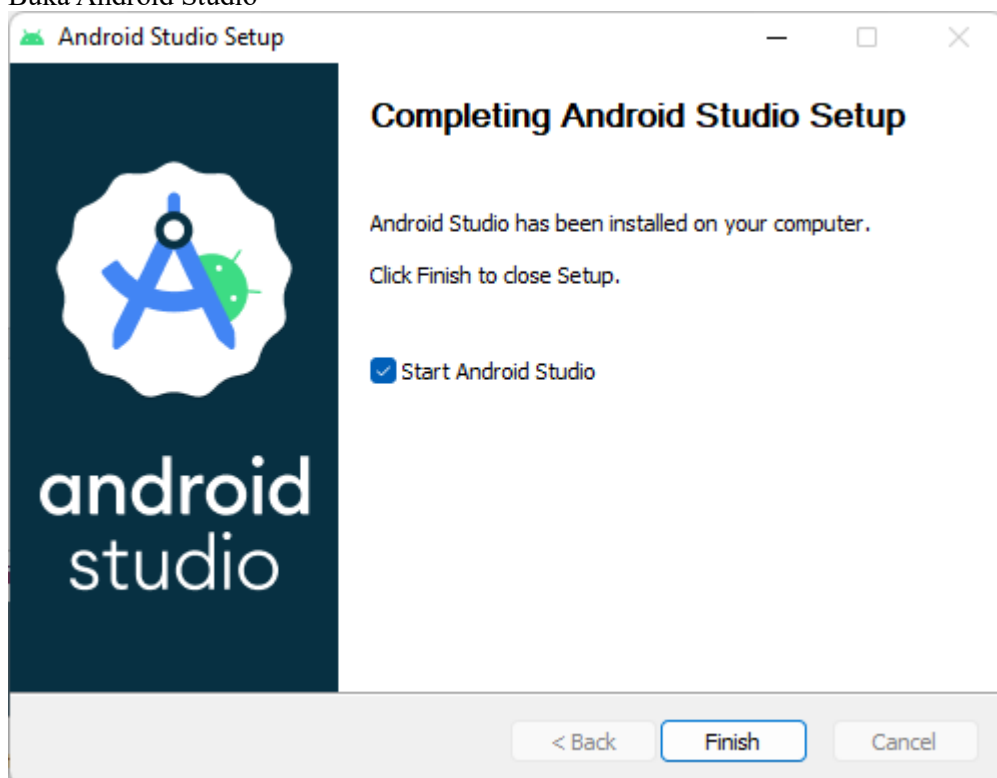 Buka Android Studio
Android Studio Setup
Completing Android Studio Setup
Android Studio has been installed on your computer.
Click Finish to close Setup.
Start Android Studio
android
studio
< Back Finish Cancel